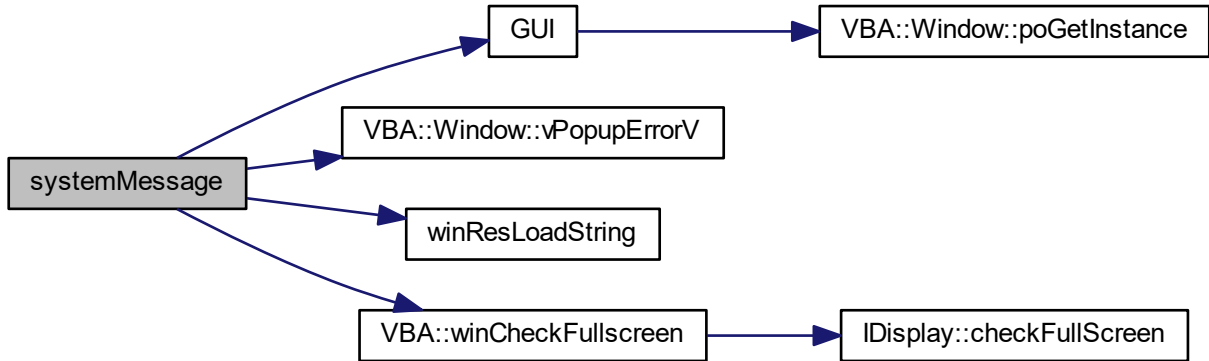 GUI
VBA::Window::poGetInstance
VBA::Window::vPopupErrorV
systemMessage
winResLoadString
VBA::winCheckFullscreen
IDisplay::checkFullScreen